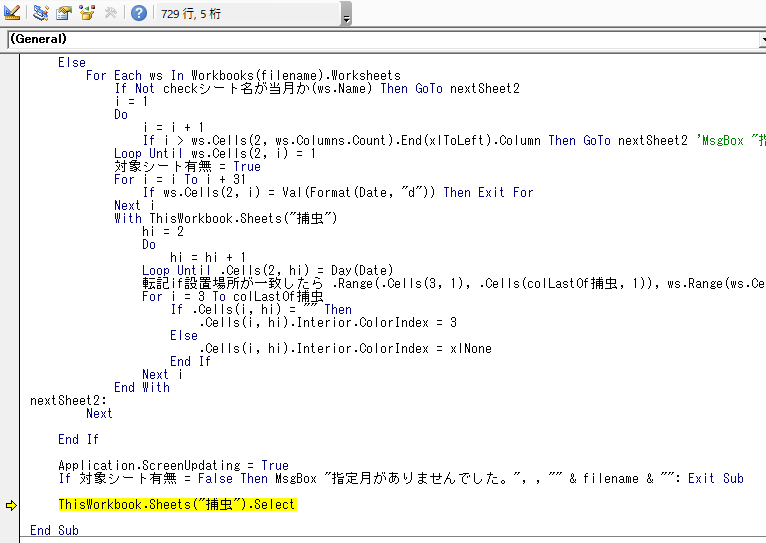 729 行, 5 桁
(General)
Else
For Each ws In Workbooks(filename).Worksheets
If Not checkシート名が当月か(ws.Name) Then GoTo nextSheet2
i = 1
Do
i = i + 1
If i > ws.Cells(2, ws.Columns.Count).End(xlToLeft).Column Then GoTo nextSheet2 'MsgBox "指
Loop Until ws.Cells(2, i) = 1
対象シート有無 = True
For i = i To i + 31
If ws.Cells(2, i) = Val(Format(Date, "d")) Then Exit For
Next i
With ThisWorkbook.Sheets("捕虫")
hi = 2
Do
hi = hi + 1
Loop Until .Cells(2, hi) = Day(Date)
転記if設置場所が一致したら .Range(.Cells(3, 1), .Cells(colLastOf捕虫, 1)), ws.Range(ws.Ce
For i = 3 To colLastOf捕虫
If .Cells(i, hi) = "" Then
.Cells(i, hi).Interior.ColorIndex = 3
Else
.Cells(i, hi).Interior.ColorIndex = xlNone
End If
Next i
End With
nextSheet2:
Next
End If
Application.ScreenUpdating = True
If 対象シート有無 = False Then MsgBox "指定月がありませんでした。", , "" & filename & "": Exit Sub
ThisWorkbook.Sheets("捕虫").Select
End Sub